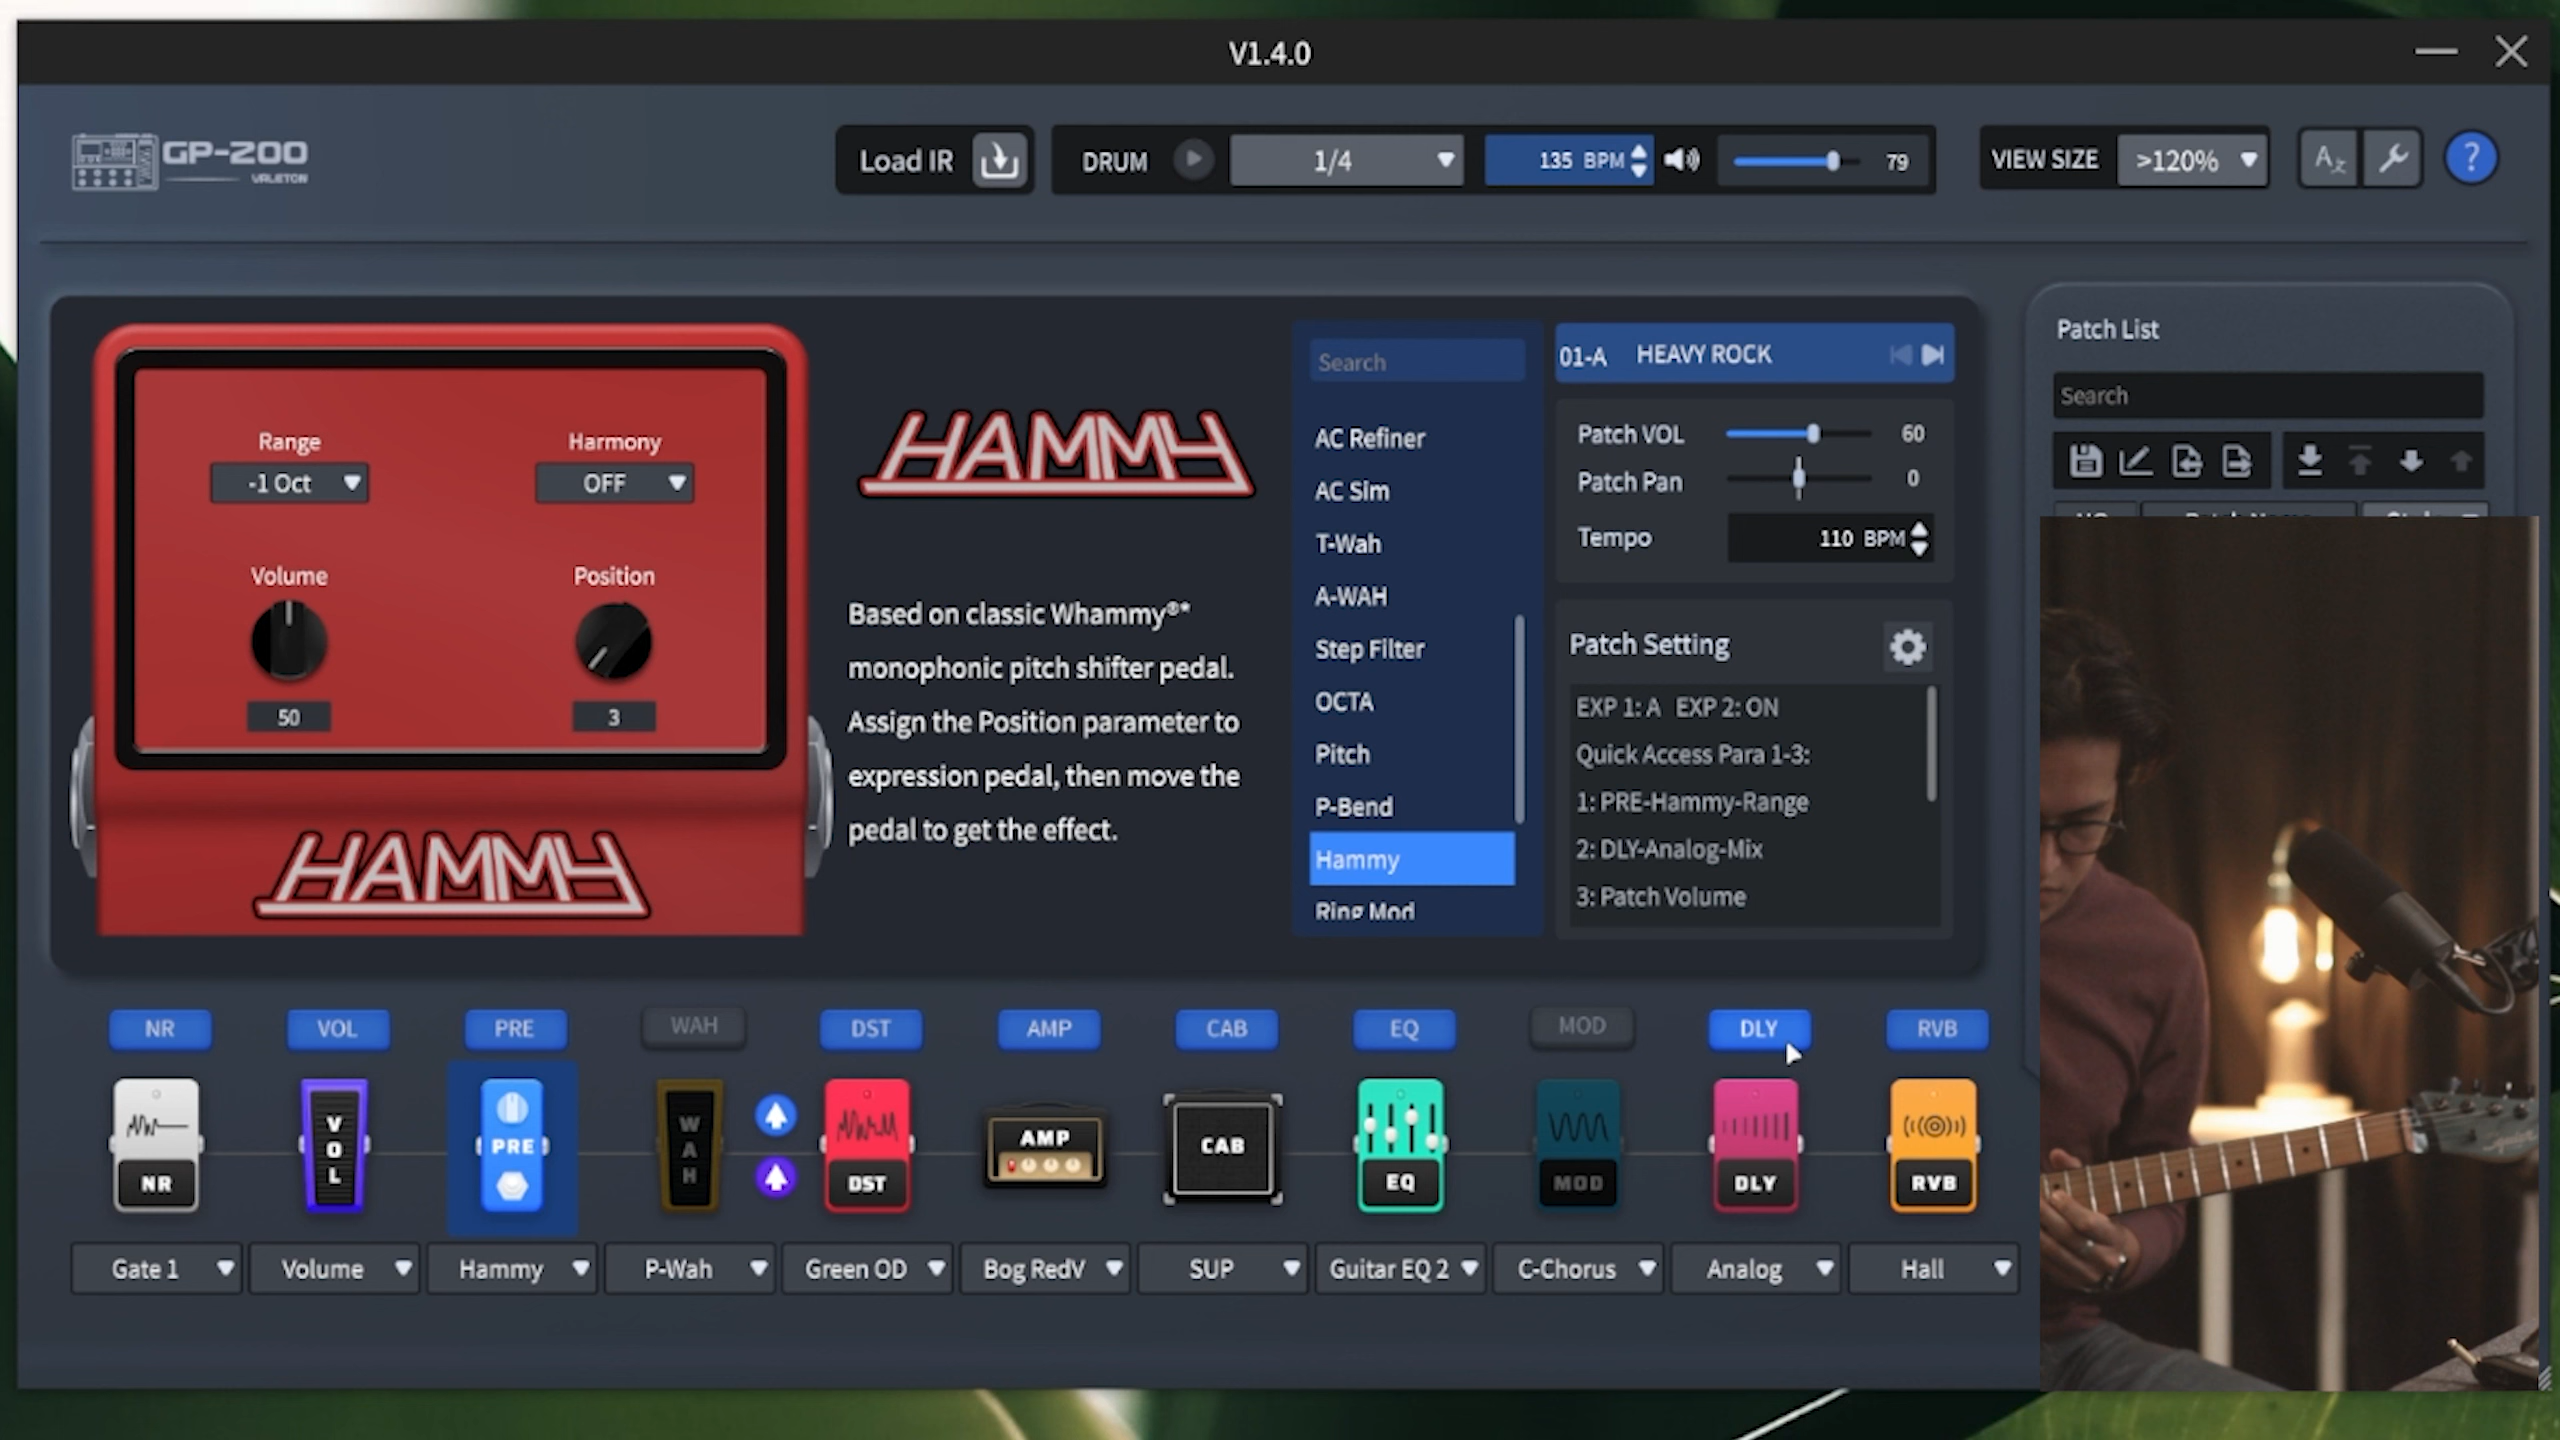 V1.4.0
GP-200
VALETON
Load IR
DRUM
1/4
135 BPM
79
VIEW SIZE
>120%
?
Range
-1 Oct
Harmony
OFF
Volume
50
Position
3
HAMMY
HAMMY
Based on classic Whammy®*
monophonic pitch shifter pedal.
Assign the Position parameter to
expression pedal, then move the
pedal to get the effect.
Search
AC Refiner
AC Sim
T-Wah
A-WAH
Step Filter
OCTA
Pitch
P-Bend
Hammy
Ring Mod
01-A HEAVY ROCK
Patch VOL 60
Patch Pan 0
Tempo 110 BPM
Patch Setting
EXP 1: A EXP 2: ON
Quick Access Para 1-3:
1: PRE-Hammy-Range
2: DLY-Analog-Mix
3: Patch Volume
Patch List
Search
NR VOL PRE WAH DST AMP CAB EQ MOD DLY RVB
NR VOL PRE WAH DST AMP CAB EQ MOD DLY RVB
Gate 1 Volume Hammy P-Wah Green OD Bog RedV SUP Guitar EQ 2 C-Chorus Analog Hall